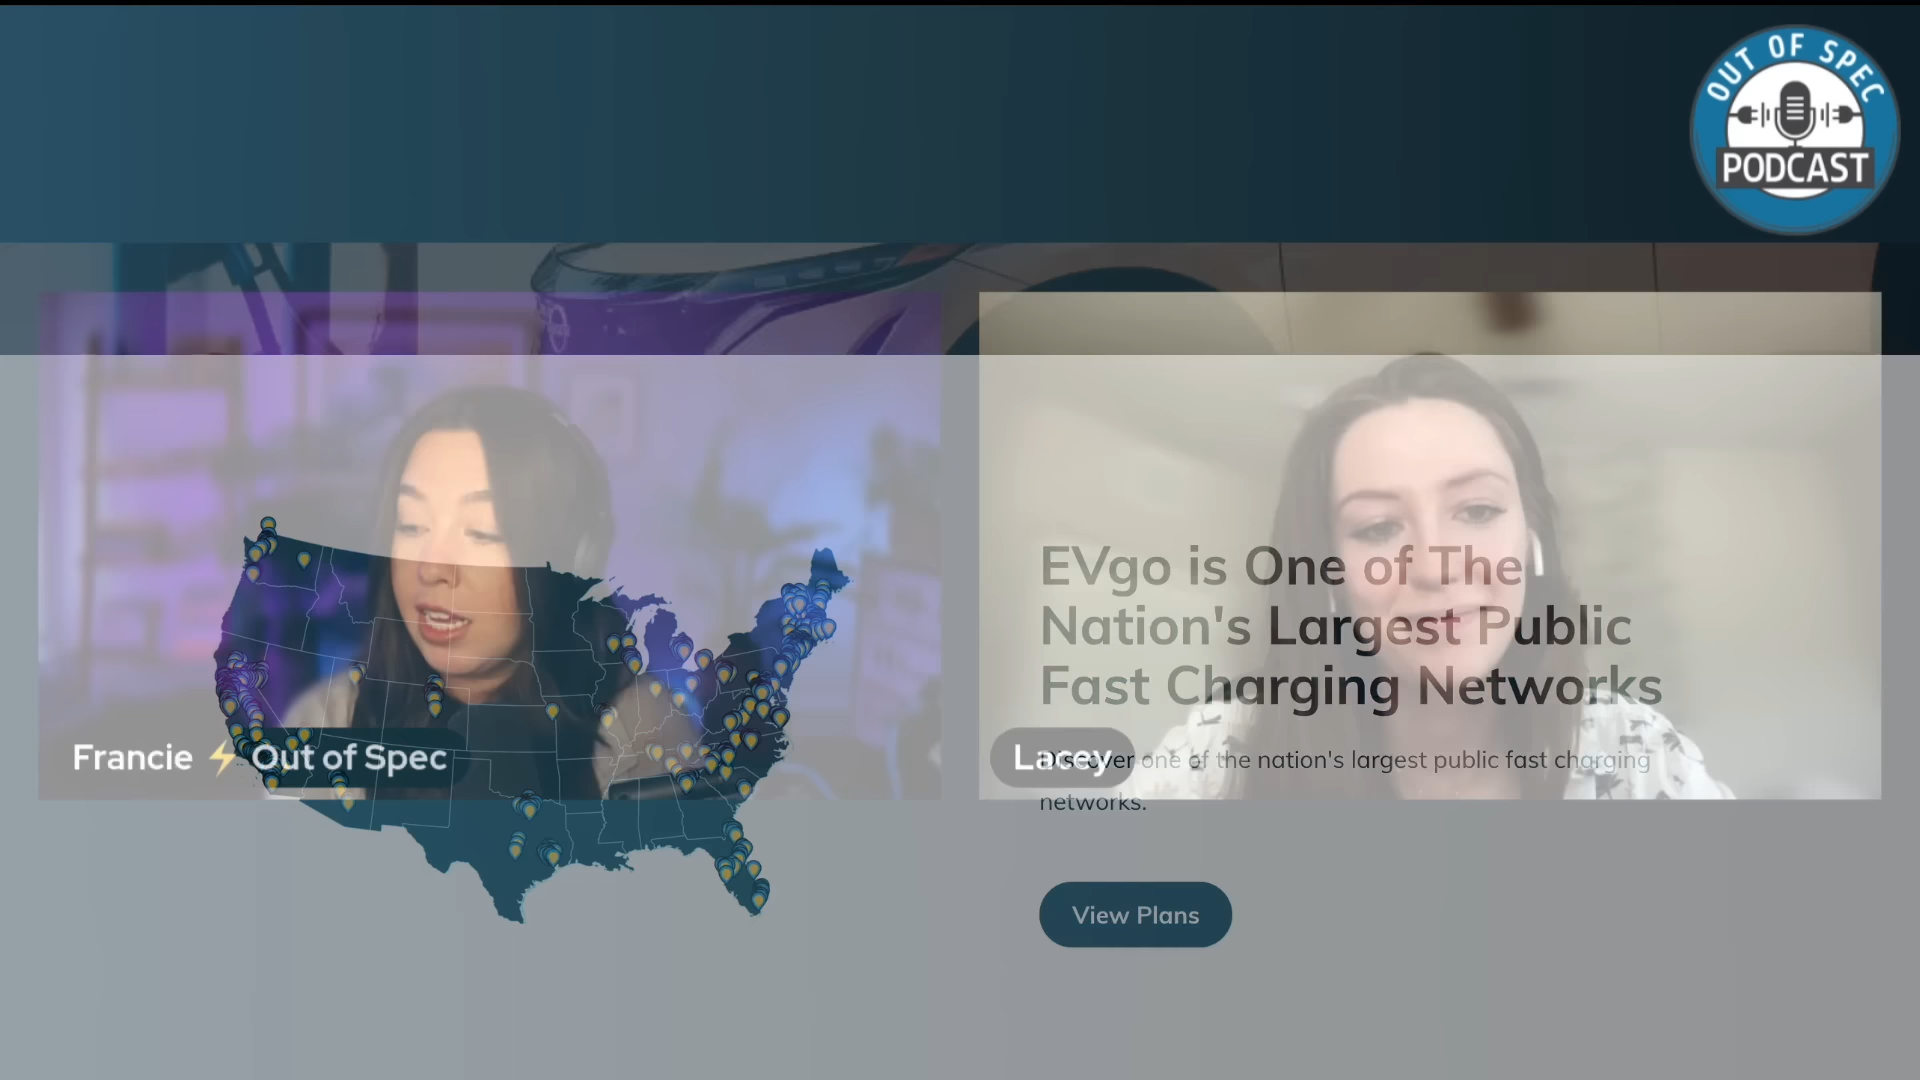 OUT OF SPEC
PODCAST
EVgo is One of The
Nation's Largest Public
Fast Charging Networks
Francie ⚡ Out of Spec
Lacey
Discover one of the nation's largest public fast charging
networks.
View Plans